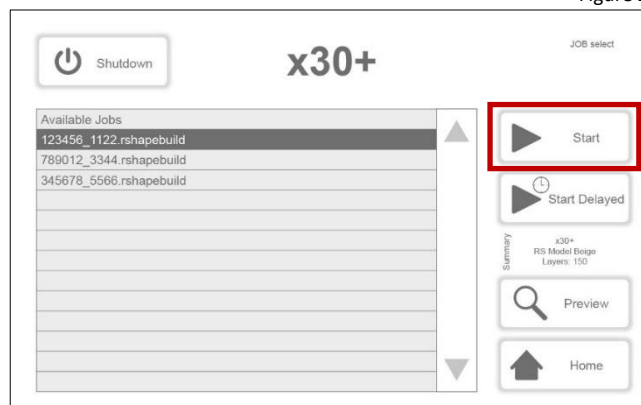 Shutdown
x30+
JOB select
Available Jobs
123456_1122.rshapebuild
789012_3344.rshapebuild
345678_5566.rshapebuild
Start
Start Delayed
Summary
x30+
RS Model Beige
Layers: 150
Preview
Home